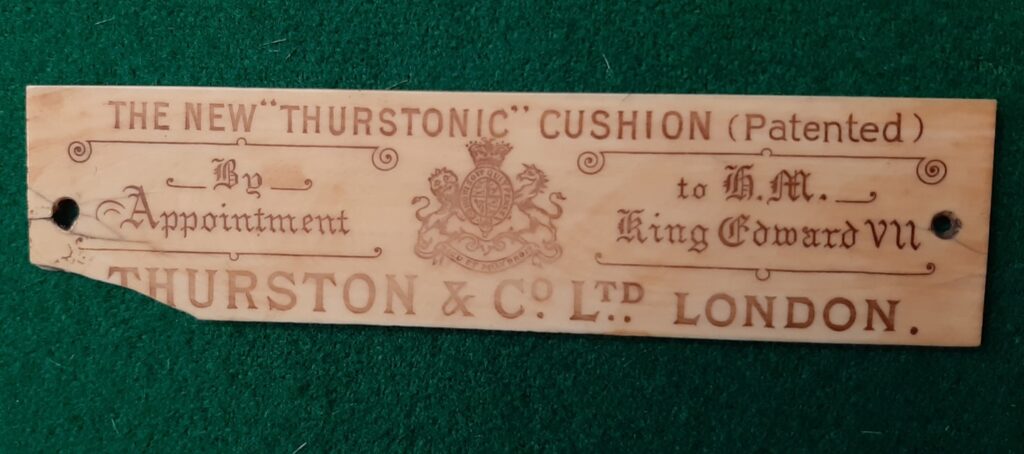 THE NEW "THURSTONIC" CUSHION (Patented)
By
Appointment
to H.M.
King Edward VII
THURSTON & Co. LTD. LONDON.